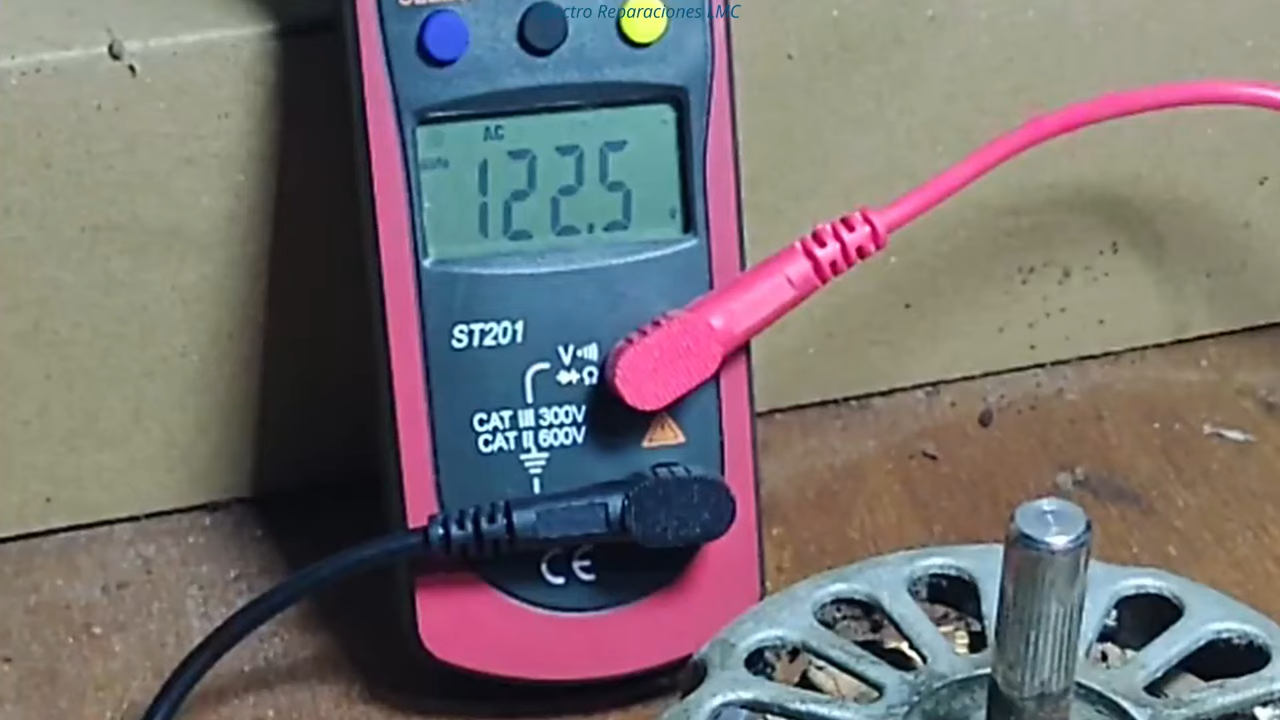 ctro Reparaciones LMC
AC
122.5
ST201
V
Ω
CAT III 300V
CAT II 600V
CE